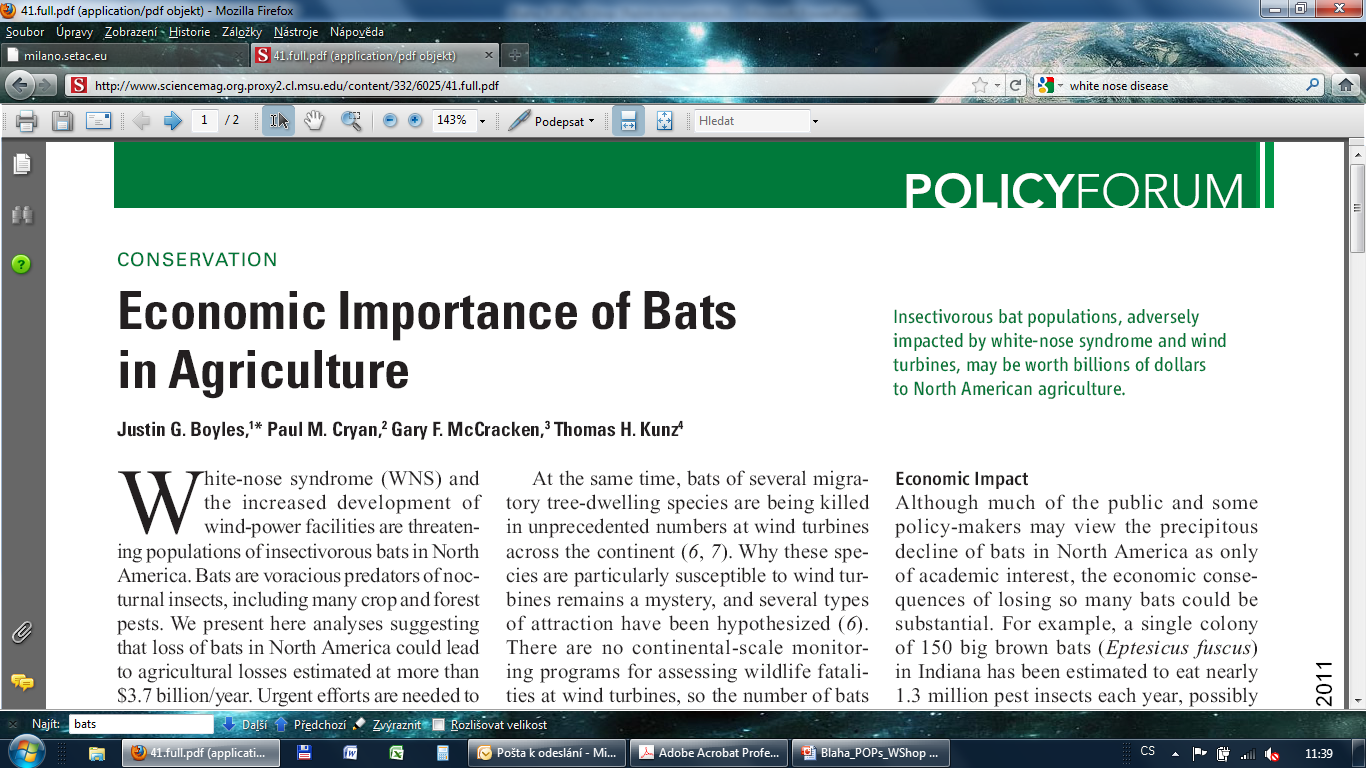 41.full.pdf (application/pdf objekt) - Mozilla Firefox
Soubor Úpravy Zobrazení Historie Záložky Nástroje Nápověda
milano.setac.eu
S 41.full.pdf (application/pdf objekt)
S http://www.sciencemag.org.proxy2.cl.msu.edu/content/332/6025/41.full.pdf
white nose disease
1 / 2
143%
Podepsat
Hledat
POLICYFORUM
CONSERVATION
Economic Importance of Bats
in Agriculture
Insectivorous bat populations, adversely
impacted by white-nose syndrome and wind
turbines, may be worth billions of dollars
to North American agriculture.
Justin G. Boyles,1* Paul M. Cryan,2 Gary F. McCracken,3 Thomas H. Kunz4
White-nose syndrome (WNS) and
the increased development of
wind-power facilities are threaten-
ing populations of insectivorous bats in North
America. Bats are voracious predators of noc-
turnal insects, including many crop and forest
pests. We present here analyses suggesting
that loss of bats in North America could lead
to agricultural losses estimated at more than
$3.7 billion/year. Urgent efforts are needed to
At the same time, bats of several migra-
tory tree-dwelling species are being killed
in unprecedented numbers at wind turbines
across the continent (6, 7). Why these spe-
cies are particularly susceptible to wind tur-
bines remains a mystery, and several types
of attraction have been hypothesized (6).
There are no continental-scale monitor-
ing programs for assessing wildlife fatali-
ties at wind turbines, so the number of bats
Economic Impact
Although much of the public and some
policy-makers may view the precipitous
decline of bats in North America as only
of academic interest, the economic conse-
quences of losing so many bats could be
substantial. For example, a single colony
of 150 big brown bats (Eptesicus fuscus)
in Indiana has been estimated to eat nearly
1.3 million pest insects each year, possibly
2011
Najít: bats Další Předchozí Zvýraznit Rozlišovat velikost
41.full.pdf (applicati...
Pošta k odeslání - Mi...
Adobe Acrobat Profe...
Blaha_POPs_WShop ...
CS
11:39